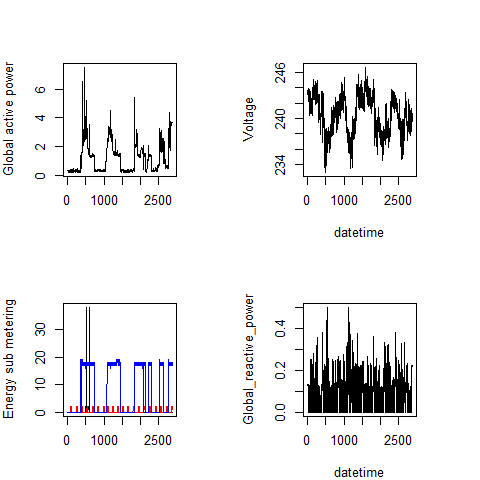 Global active power
0 2 4 6
0 1000 2500
Voltage
234 240 246
0 1000 2500
datetime
Energy sub metering
0 10 20 30
0 1000 2500
Global_reactive_power
0.0 0.2 0.4
0 1000 2500
datetime